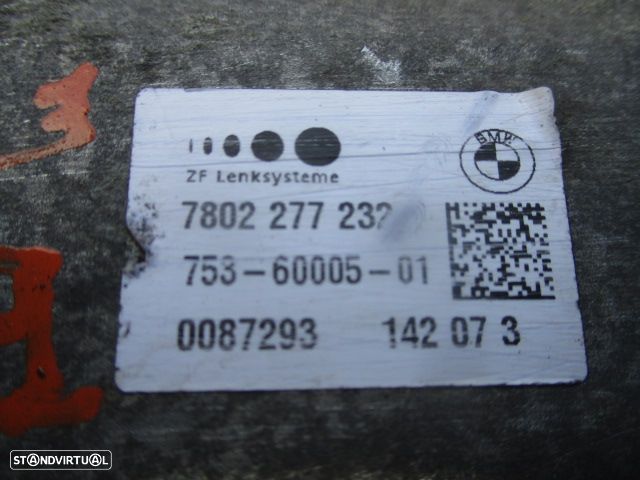 BMW
ZF Lenksysteme
7802 277 232
753-60005-01
0087293 142 07 3
STANDVIRTUAL